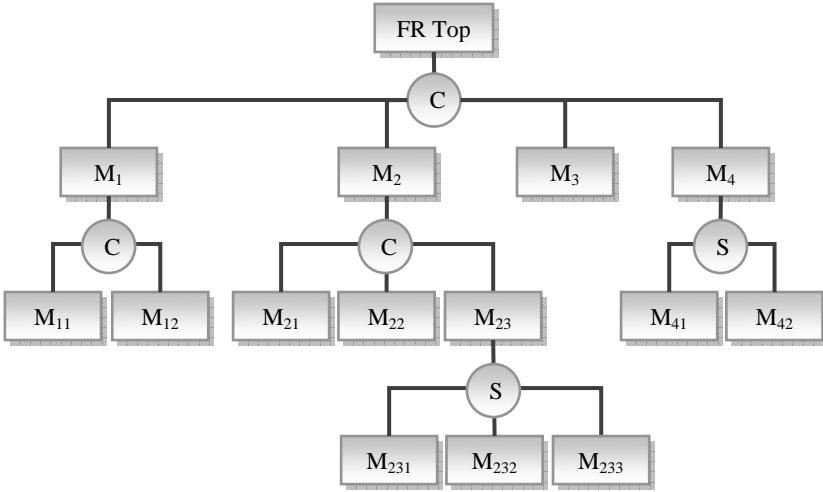 FR Top
C
M₁ M₂ M₃ M₄
C C S
M₁₁ M₁₂ M₂₁ M₂₂ M₂₃ M₄₁ M₄₂
S
M₂₃₁ M₂₃₂ M₂₃₃